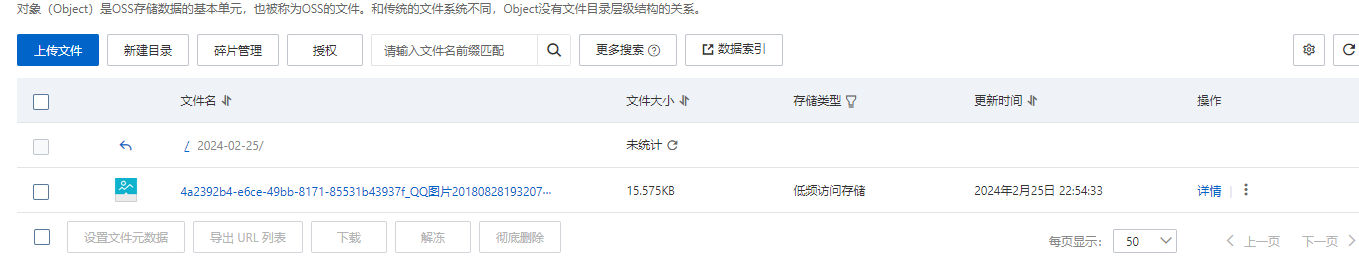 对象（Object）是OSS存储数据的基本单元，也被称为OSS的文件。和传统的文件系统不同，Object没有文件目录层级结构的关系。
上传文件 新建目录 碎片管理 授权 请输入文件名前缀匹配 更多搜索 数据索引
文件名 文件大小 存储类型 更新时间 操作
/ 2024-02-25/ 未统计
4a2392b4-e6ce-49bb-8171-85531b43937f_QQ图片20180828193207··· 15.575KB 低频访问存储 2024年2月25日 22:54:33 详情
设置文件元数据 导出 URL 列表 下载 解冻 彻底删除
每页显示： 50 上一页 下一页